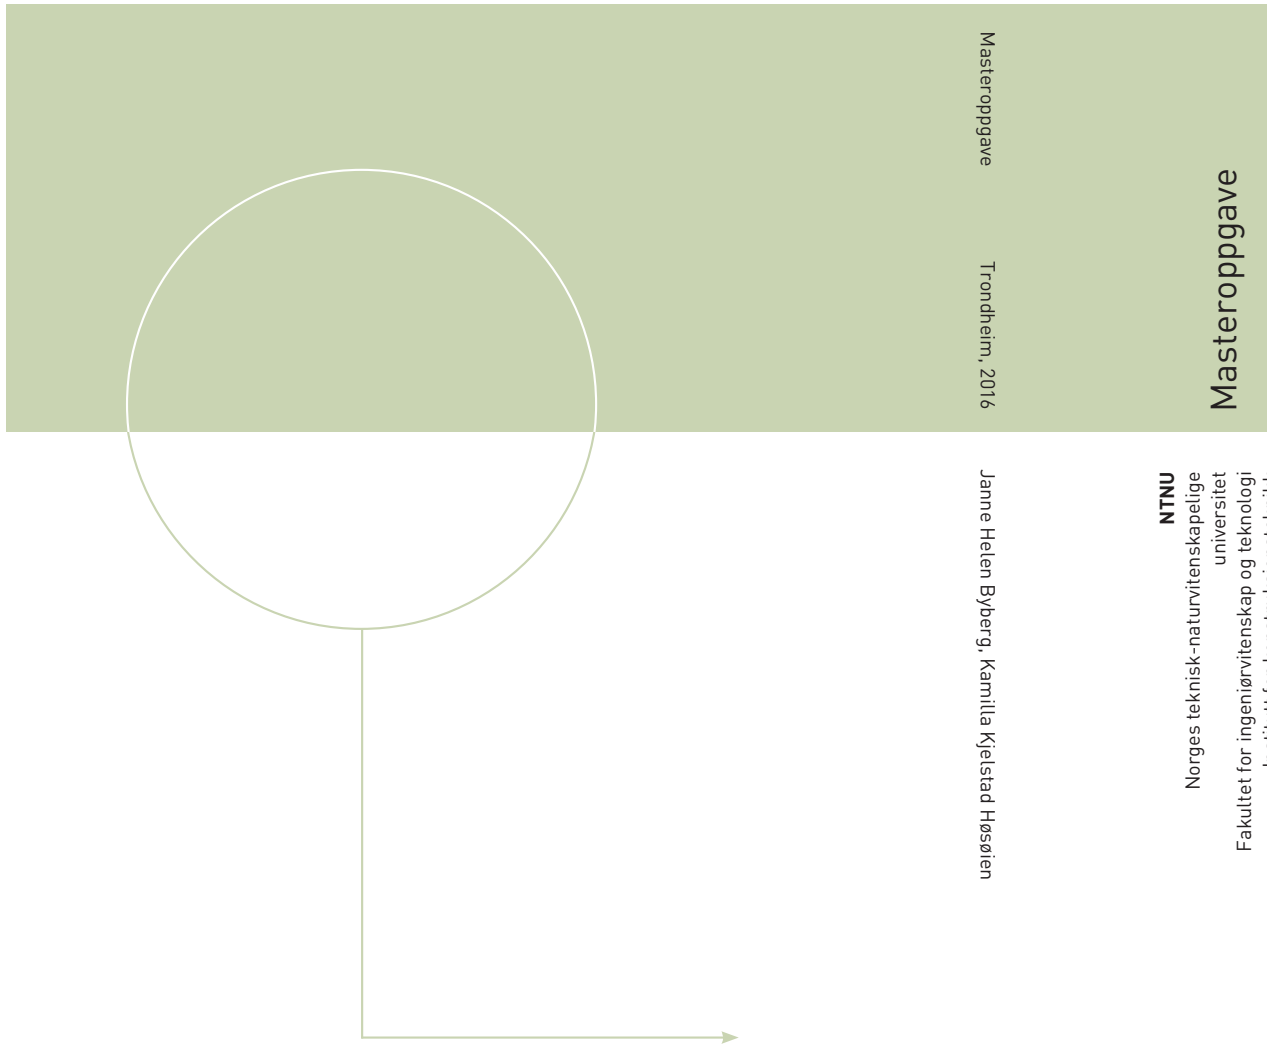 Masteroppgave
Trondheim, 2016
Janne Helen Byberg, Kamilla Kjelstad Høsøien
Masteroppgave
NTNU
Norges teknisk-naturvitenskapelige
universitet
Fakultet for ingeniørvitenskap og teknologi